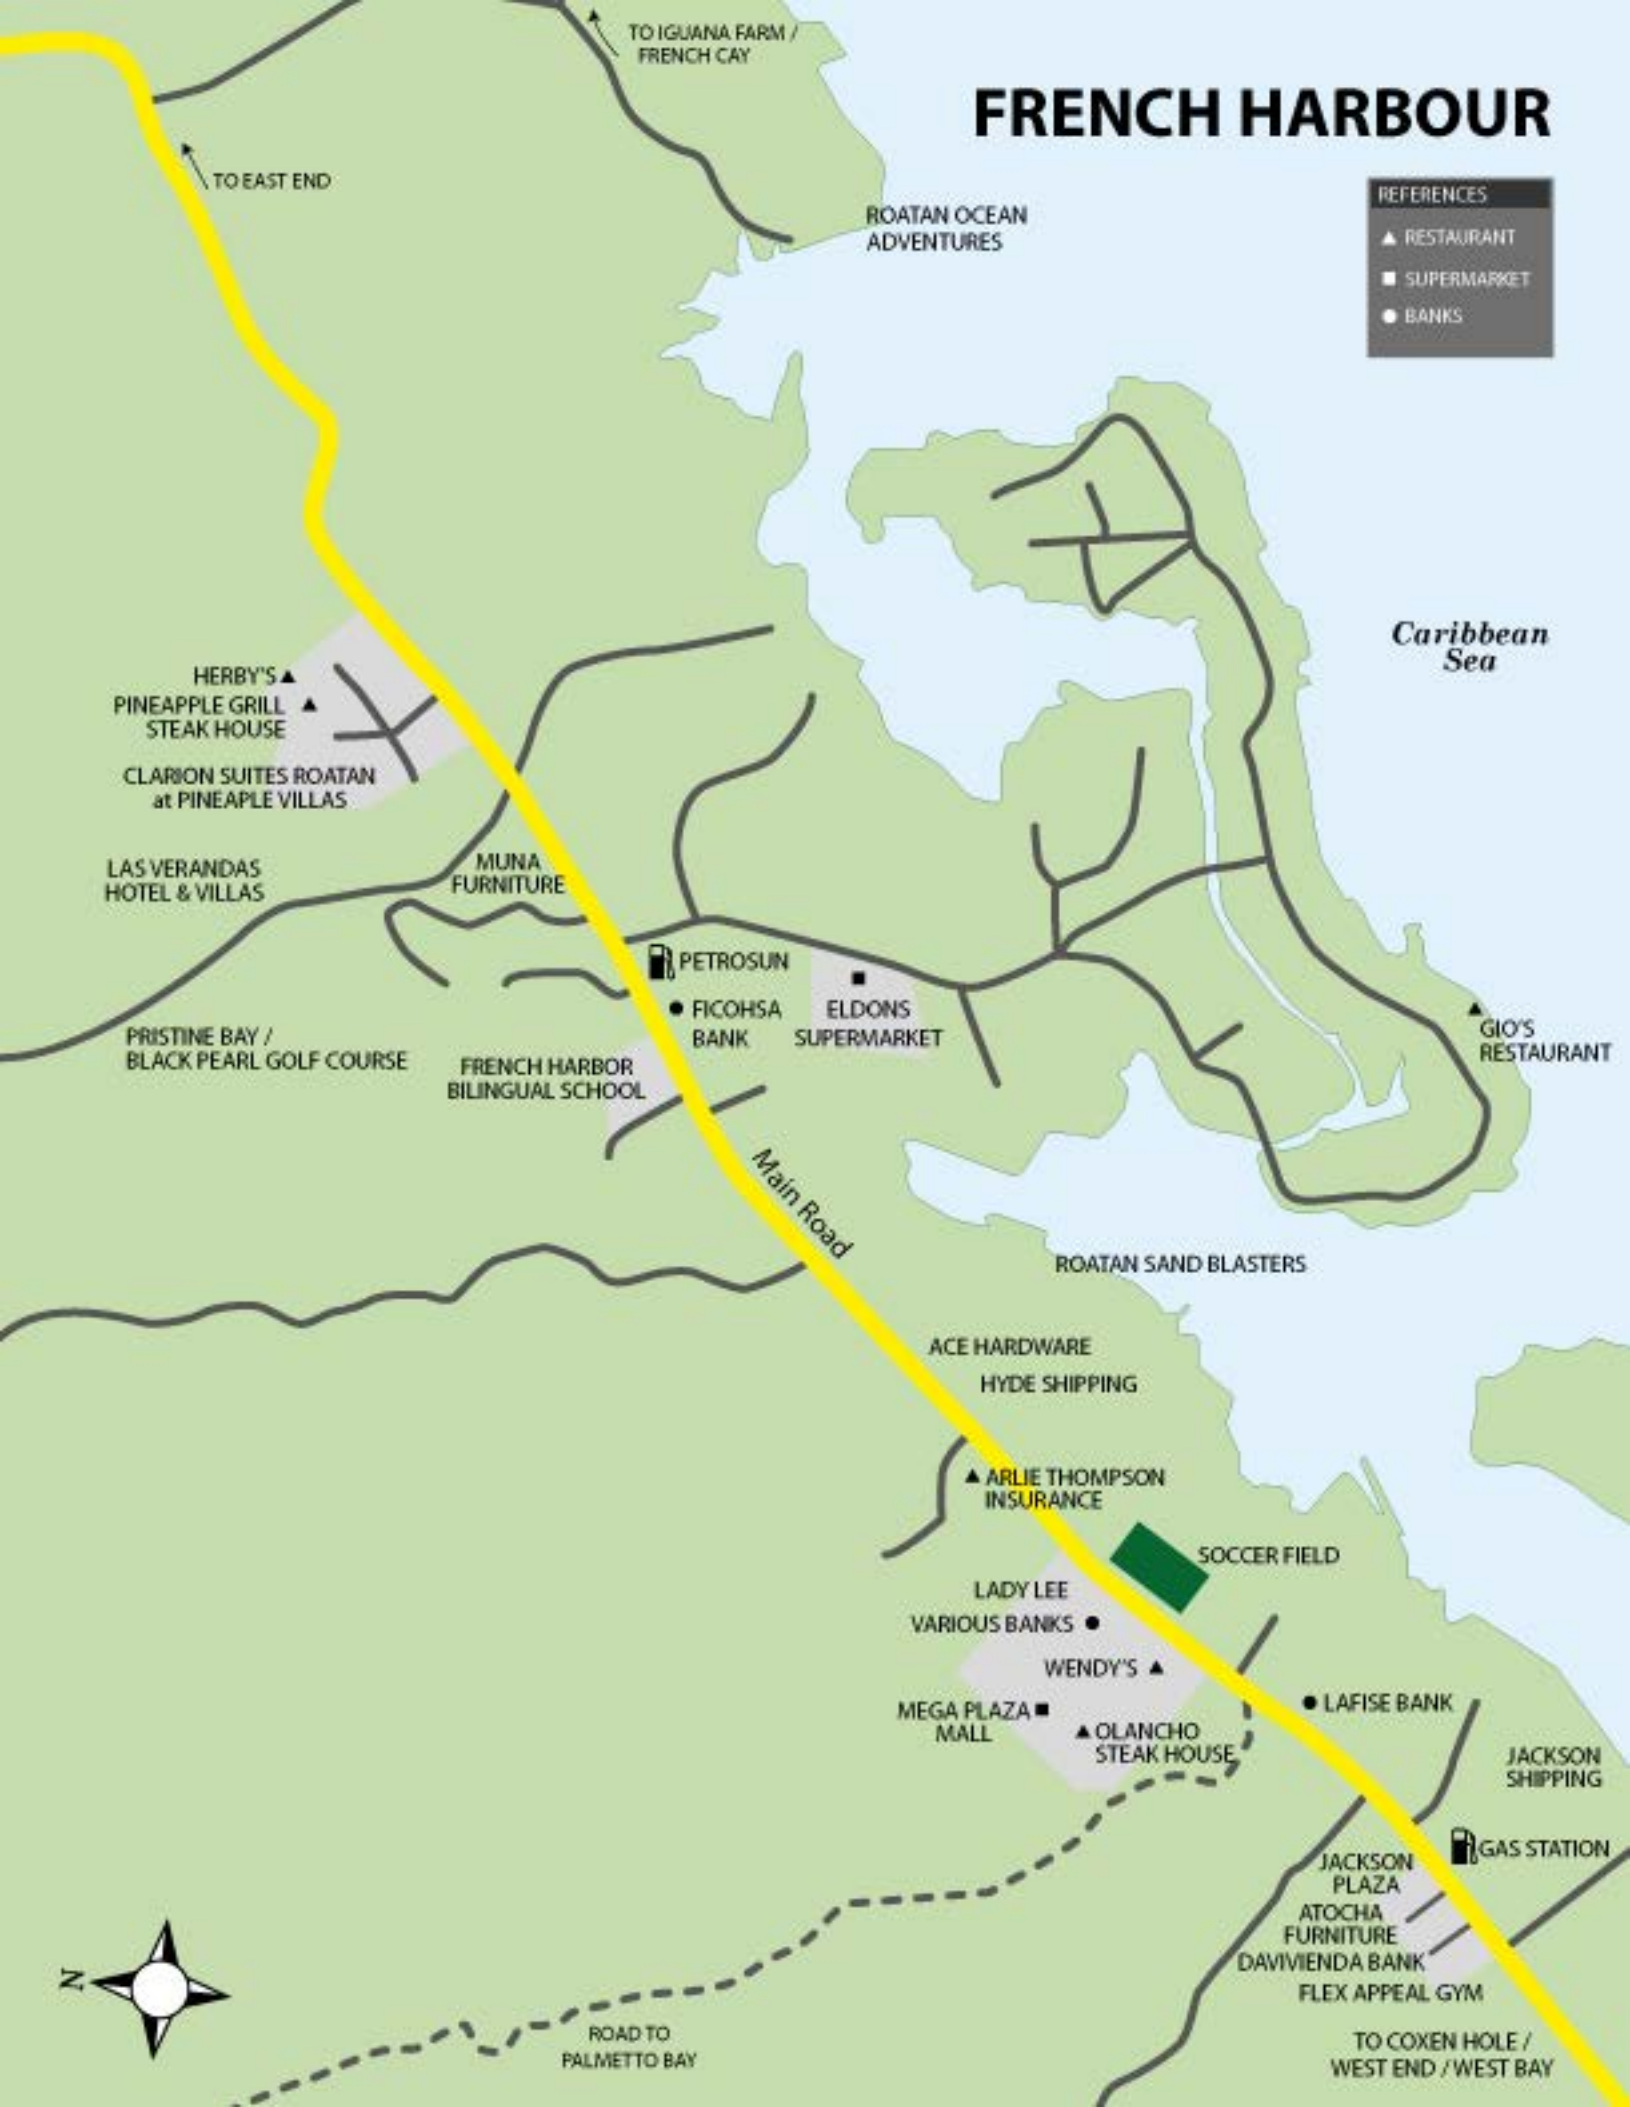 TO IGUANA FARM /
FRENCH CAY
FRENCH HARBOUR
TO EAST END
REFERENCES
RESTAURANT
SUPERMARKET
BANKS
ROATAN OCEAN
ADVENTURES
Caribbean
Sea
HERBY'S
PINEAPPLE GRILL
STEAK HOUSE
CLARION SUITES ROATAN
at PINEAPLE VILLAS
LAS VERANDAS
HOTEL & VILLAS
MUNA
FURNITURE
PETROSUN
FICOHSA
BANK
ELDONS
SUPERMARKET
GIO'S
RESTAURANT
PRISTINE BAY /
BLACK PEARL GOLF COURSE
FRENCH HARBOR
BILINGUAL SCHOOL
Main Road
ROATAN SAND BLASTERS
ACE HARDWARE
HYDE SHIPPING
ARLIE THOMPSON
INSURANCE
SOCCER FIELD
LADY LEE
VARIOUS BANKS
WENDY'S
MEGA PLAZA
MALL
OLANCHO
STEAK HOUSE
LAFISE BANK
JACKSON
SHIPPING
GAS STATION
JACKSON
PLAZA
ATOCHA
FURNITURE
DAVIVIENDA BANK
FLEX APPEAL GYM
N
ROAD TO
PALMETTO BAY
TO COXEN HOLE /
WEST END / WEST BAY